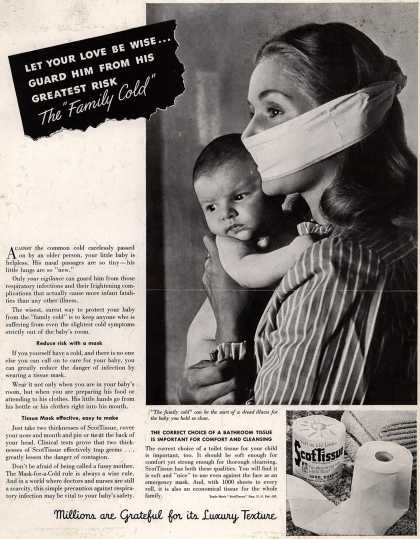 LET YOUR LOVE BE WISE...
GUARD HIM FROM HIS
GREATEST RISK
The "Family Cold"
AGAINST the common cold carelessly passed
on by an older person, your little baby is
helpless. His nasal passages are so tiny—his
little lungs are so "new."
Only your vigilance can guard him from those
respiratory infections and their frightening com-
plications that actually cause more infant fatali-
ties than any other illness.
The wisest, surest way to protect your baby
from the "family cold" is to keep anyone who is
suffering from even the slightest cold symptoms
strictly out of the baby's room.
Reduce risk with a mask
If you yourself have a cold, and there is no one
else you can call on to care for your baby, you
can greatly reduce the danger of infection by
wearing a tissue mask.
Wear it not only when you are in your baby's
room, but when you are preparing his food or
attending to his clothes. His little hands go from
his bottle or his clothes right into his mouth.
Tissue Mask effective, easy to make
Just take two thicknesses of ScotTissue, cover
your nose and mouth and pin or tie at the back of
your head. Clinical tests prove that two thick-
nesses of ScotTissue effectively trap germs ...
greatly lessen the danger of contagion.
Don't be afraid of being called a fussy mother.
The Mask-for-a-Cold rule is always a wise rule.
And in a world where doctors and nurses are still
a scarcity, this simple precaution against respira-
tory infection may be vital to your baby's safety.
"The family cold" can be the start of a dread illness for
the baby you hold so close.
THE CORRECT CHOICE OF A BATHROOM TISSUE
IS IMPORTANT FOR COMFORT AND CLEANSING
The correct choice of a toilet tissue for your child
is important, too. It should be soft enough for
comfort yet strong enough for thorough cleansing.
ScotTissue has both these qualities. You will find it
is soft and "nice" to use even against the face as an
emergency mask. And, with 1000 sheets to every
roll, it is also an economical tissue for the whole
family.
Trade Mark "ScotTissue" Reg. U. S. Pat. Off.
ScotTissue
Millions are Grateful for its Luxury Texture